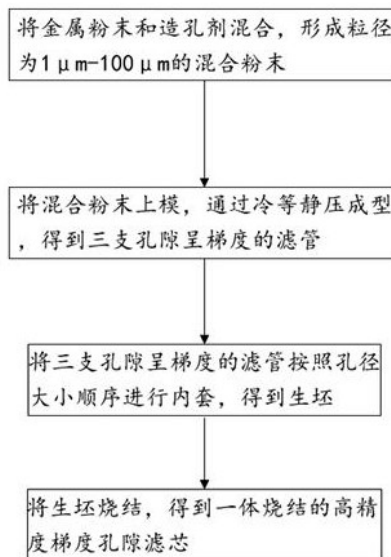 将金属粉末和造孔剂混合，形成粒径
为1μm-100μm的混合粉末
将混合粉末上模，通过冷等静压成型
，得到三支孔隙呈梯度的滤管
将三支孔隙呈梯度的滤管按照孔径
大小顺序进行内套，得到生坯
将生坯烧结，得到一体烧结的高精
度梯度孔隙滤芯